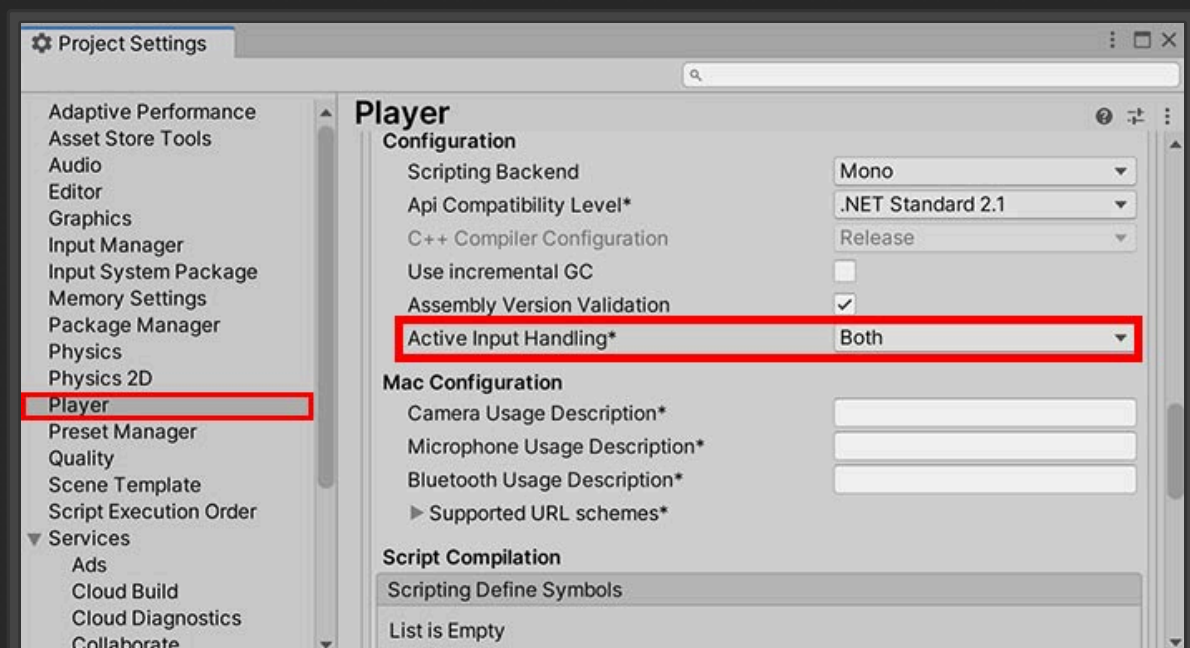 Project Settings
Adaptive Performance
Asset Store Tools
Audio
Editor
Graphics
Input Manager
Input System Package
Memory Settings
Package Manager
Physics
Physics 2D
Player
Preset Manager
Quality
Scene Template
Script Execution Order
Services
Ads
Cloud Build
Cloud Diagnostics
Collaborate
Player
Configuration
Scripting Backend Mono
Api Compatibility Level* .NET Standard 2.1
C++ Compiler Configuration Release
Use incremental GC
Assembly Version Validation
Active Input Handling* Both
Mac Configuration
Camera Usage Description*
Microphone Usage Description*
Bluetooth Usage Description*
Supported URL schemes*
Script Compilation
Scripting Define Symbols
List is Empty